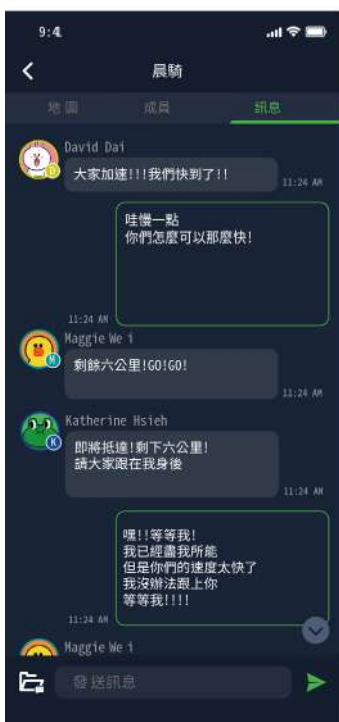 9:4
晨騎
地圖
成員
訊息
David Dai
D
大家加速!!!我們快到了!!
11:24 AM
哇慢一點
你們怎麼可以那麼快!
11:24 AM
Maggie We i
M
剩餘六公里!GO!GO!
11:24 AM
Katherine Hsieh
K
即將抵達!剩下六公里!
請大家跟在我身後
11:24 AM
嘿!!等等我!
我已經盡我所能
但是你們的速度太快了
我沒辦法跟上你
等等我!!!!
11:24 AM
Maggie We i
發送訊息